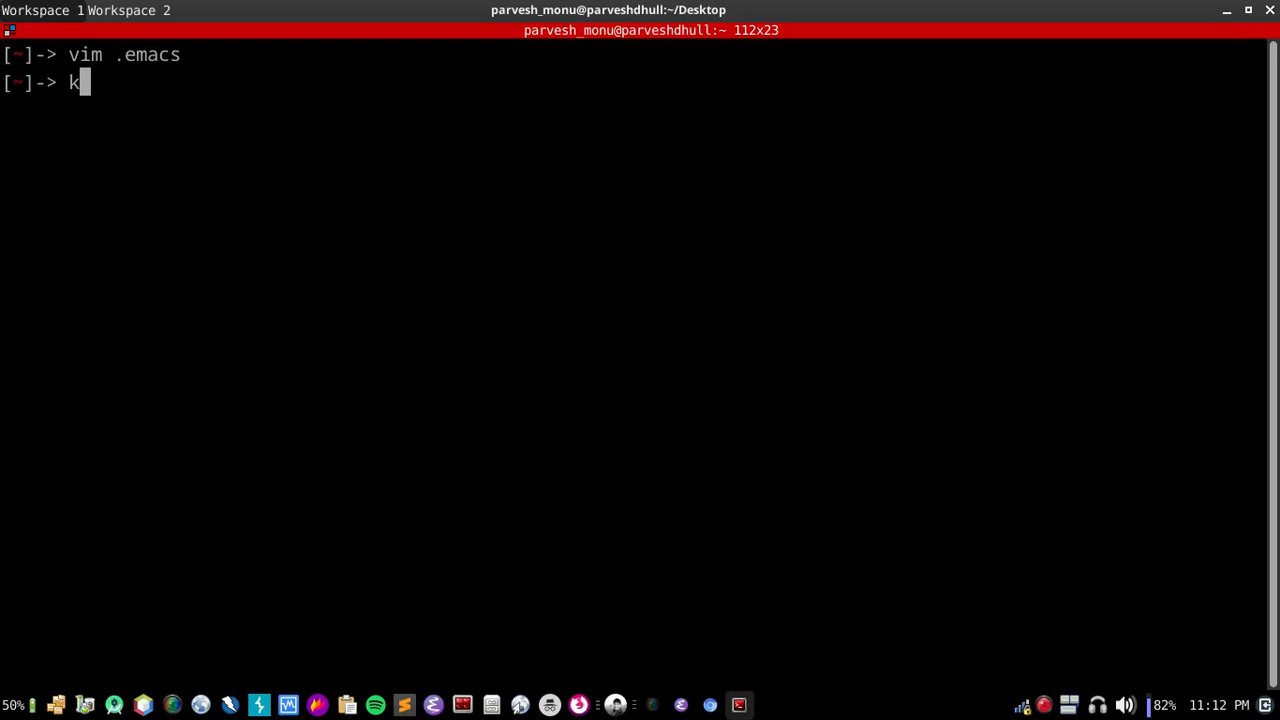 Workspace 1 Workspace 2 parvesh_monu@parveshdhull:~/Desktop
parvesh_monu@parveshdhull:~ 112x23
[~]-> vim .emacs
[~]-> k
50% 82% 11:12 PM